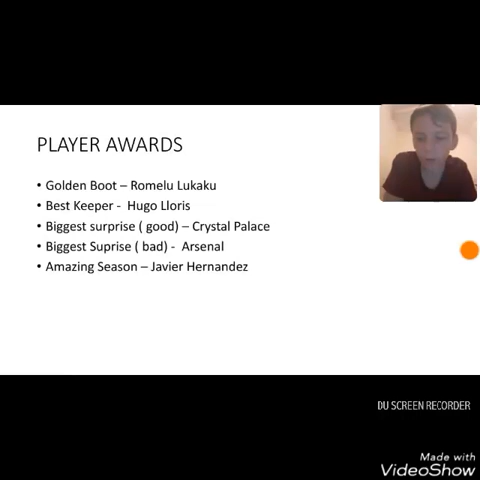 PLAYER AWARDS
• Golden Boot – Romelu Lukaku
• Best Keeper - Hugo Lloris
• Biggest surprise ( good) – Crystal Palace
• Biggest Suprise ( bad) - Arsenal
• Amazing Season – Javier Hernandez
DU SCREEN RECORDER
Made with
VideoShow